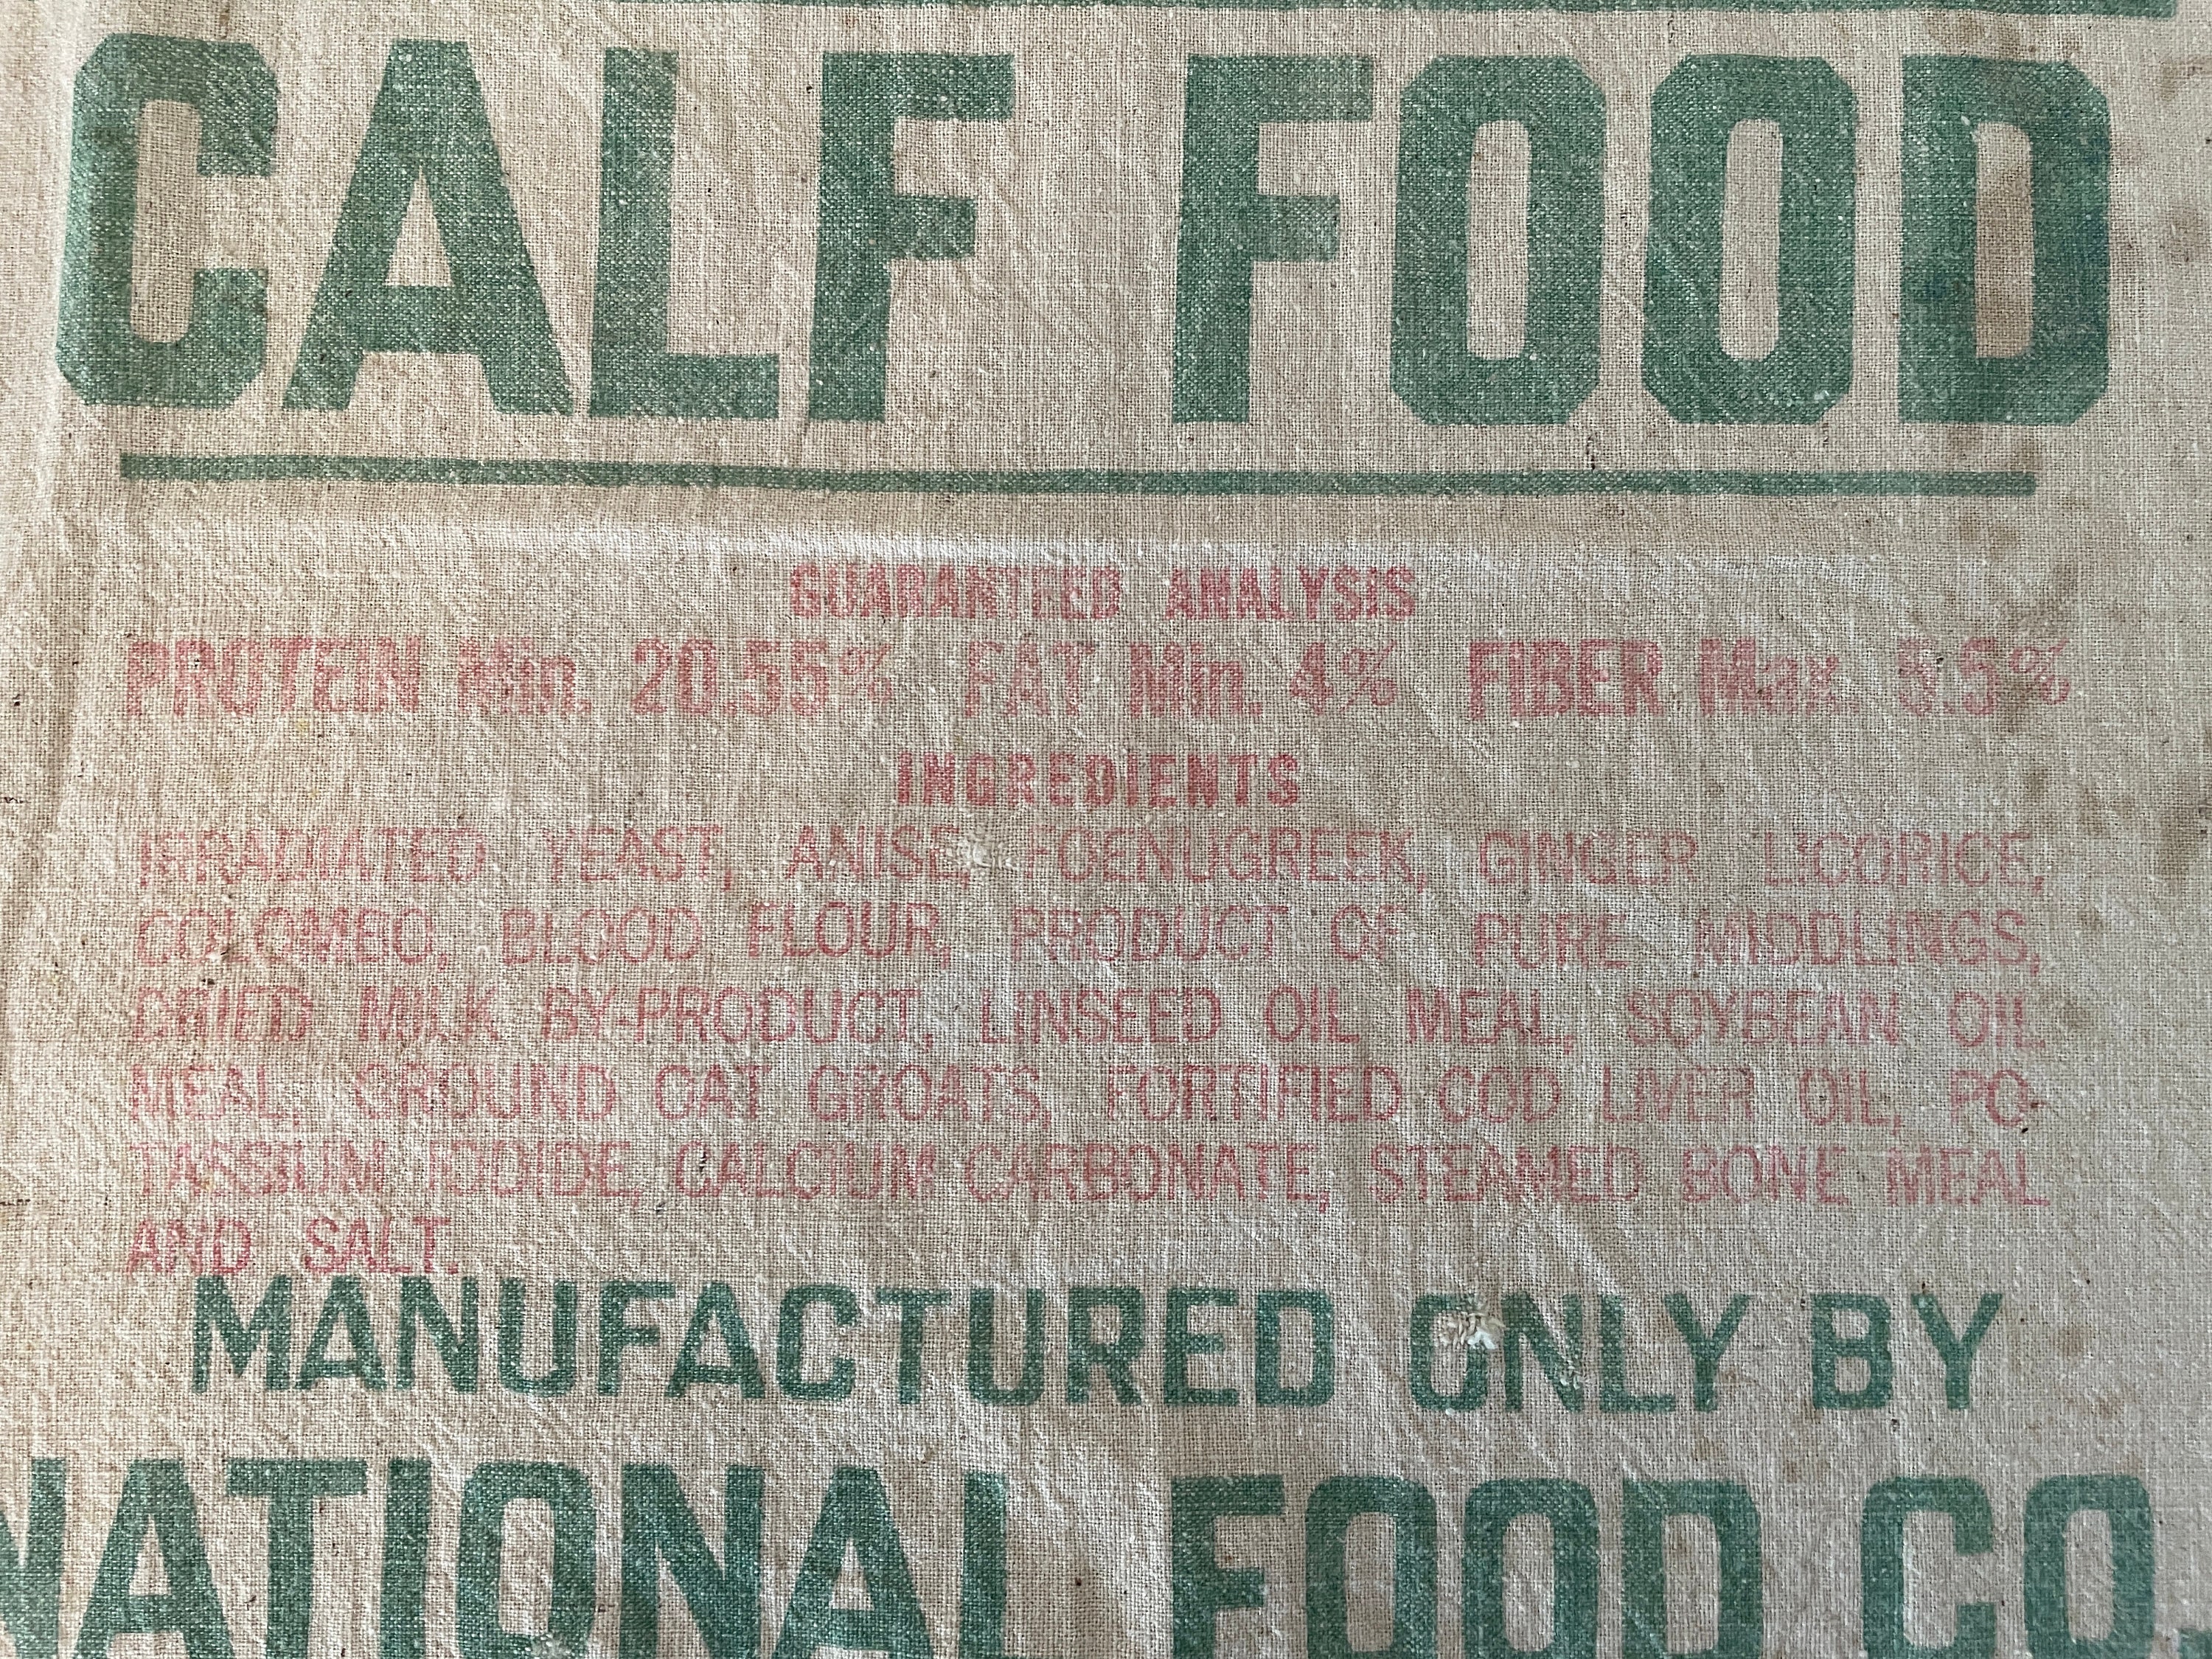 CALF FOOD
GUARANTEED ANALYSIS
PROTEIN Min. 20.55% FAT Min. 4% FIBER Max 5.5%
INGREDIENTS
IRRADIATED YEAST, ANISE, FOENUGREEK, GINGER LICORICE,
COLOMBO, BLOOD FLOUR, PRODUCT OF PURE MIDDLINGS,
DRIED MILK BY-PRODUCT, LINSEED OIL MEAL, SOYBEAN OIL
MEAL, GROUND OAT GROATS, FORTIFIED COD LIVER OIL, PO-
TASSIUM IODIDE, CALCIUM CARBONATE, STEAMED BONE MEAL
AND SALT.
MANUFACTURED ONLY BY
NATIONAL FOOD CO.